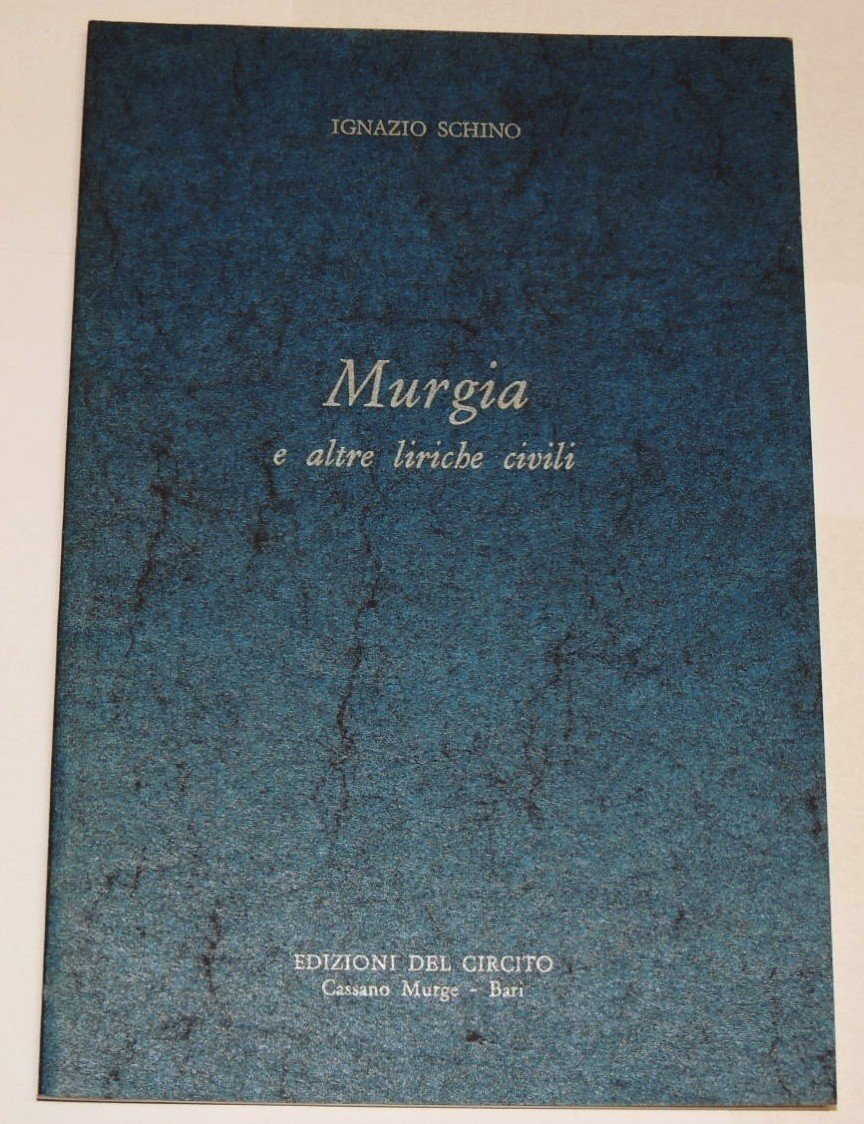 IGNAZIO SCHINO
Murgia
e altre liriche civili
EDIZIONI DEL CIRCITO
Cassano Murge - Bari